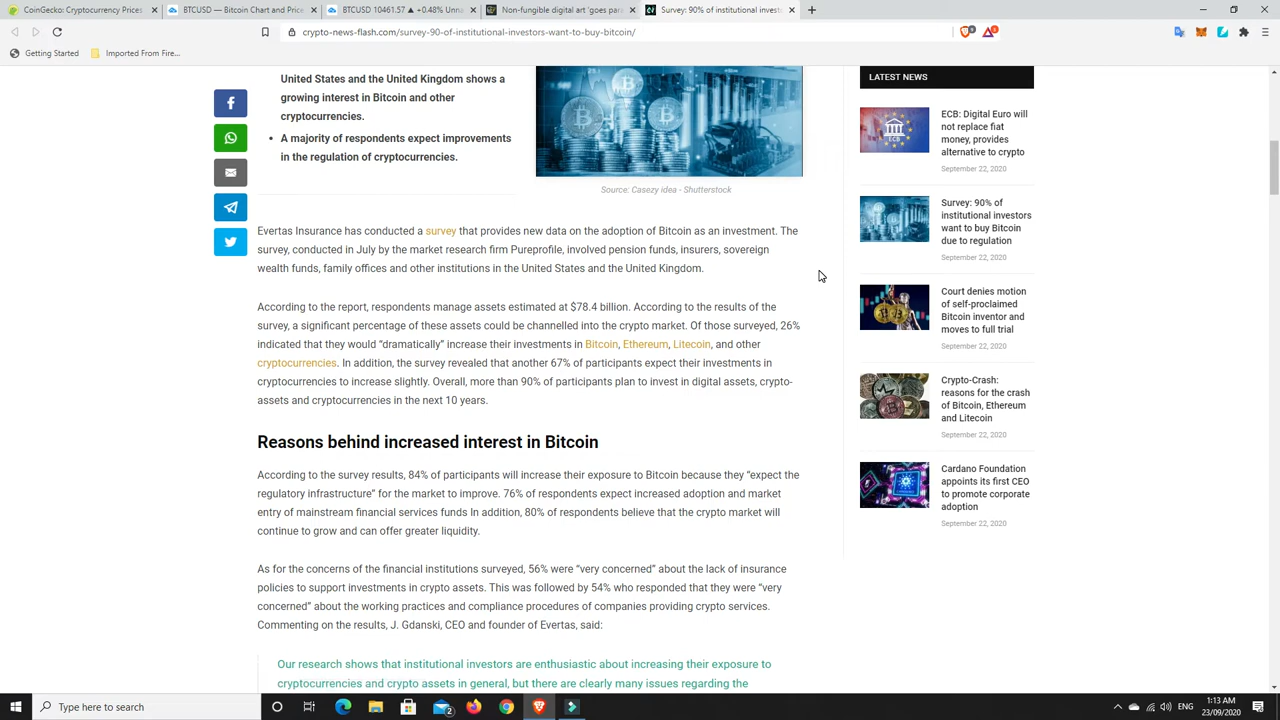 CoinGecko: Cryptocurrency Prices
BTCUSD — Bitcoin Chart and Price
BTCUSD 10461.57 ▲ +0.48% Unna
Non-fungible digital art 'goes paral
Survey: 90% of institutional invest
crypto-news-flash.com/survey-90-of-institutional-investors-want-to-buy-bitcoin/
Getting Started
Imported From Fire...
United States and the United Kingdom shows a
growing interest in Bitcoin and other
cryptocurrencies.
A majority of respondents expect improvements
in the regulation of cryptocurrencies.
Source: Casezy idea - Shutterstock
Evertas Insurance has conducted a survey that provides new data on the adoption of Bitcoin as an investment. The
survey, conducted in July by the market research firm Pureprofile, involved pension funds, insurers, sovereign
wealth funds, family offices and other institutions in the United States and the United Kingdom.
According to the report, respondents manage assets estimated at $78.4 billion. According to the results of the
survey, a significant percentage of these assets could be channelled into the crypto market. Of those surveyed, 26%
indicated that they would “dramatically” increase their investments in Bitcoin, Ethereum, Litecoin, and other
cryptocurrencies. In addition, the survey revealed that another 67% of participants expect their investments in
cryptocurrencies to increase slightly. Overall, more than 90% of participants plan to invest in digital assets, crypto-
assets or cryptocurrencies in the next 10 years.
Reasons behind increased interest in Bitcoin
According to the survey results, 84% of participants will increase their exposure to Bitcoin because they “expect the
regulatory infrastructure” for the market to improve. 76% of respondents expect increased adoption and market
entry of mainstream financial services funds In addition, 80% of respondents believe that the crypto market will
continue to grow and can offer greater liquidity.
As for the concerns of the financial institutions surveyed, 56% were “very concerned” about the lack of insurance
policies to support investments in crypto assets. This was followed by 54% who responded that they were “very
concerned” about the working practices and compliance procedures of companies providing crypto services.
Commenting on the results, J. Gdanski, CEO and founder of Evertas, said:
Our research shows that institutional investors are enthusiastic about increasing their exposure to
cryptocurrencies and crypto assets in general, but there are clearly many issues regarding the
LATEST NEWS
ECB: Digital Euro will
not replace fiat
money, provides
alternative to crypto
September 22, 2020
Survey: 90% of
institutional investors
want to buy Bitcoin
due to regulation
September 22, 2020
Court denies motion
of self-proclaimed
Bitcoin inventor and
moves to full trial
September 22, 2020
Crypto-Crash:
reasons for the crash
of Bitcoin, Ethereum
and Litecoin
September 22, 2020
Cardano Foundation
appoints its first CEO
to promote corporate
adoption
September 22, 2020
Type here to search
ENG
1:13 AM
23/09/2020